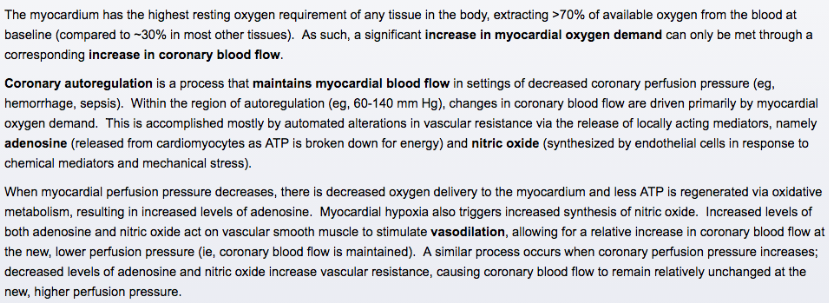 The myocardium has the highest resting oxygen requirement of any tissue in the body, extracting >70% of available oxygen from the blood at
baseline (compared to ~30% in most other tissues).  As such, a significant increase in myocardial oxygen demand can only be met through a
corresponding increase in coronary blood flow.
Coronary autoregulation is a process that maintains myocardial blood flow in settings of decreased coronary perfusion pressure (eg,
hemorrhage, sepsis).  Within the region of autoregulation (eg, 60-140 mm Hg), changes in coronary blood flow are driven primarily by myocardial
oxygen demand.  This is accomplished mostly by automated alterations in vascular resistance via the release of locally acting mediators, namely
adenosine (released from cardiomyocytes as ATP is broken down for energy) and nitric oxide (synthesized by endothelial cells in response to
chemical mediators and mechanical stress).
When myocardial perfusion pressure decreases, there is decreased oxygen delivery to the myocardium and less ATP is regenerated via oxidative
metabolism, resulting in increased levels of adenosine.  Myocardial hypoxia also triggers increased synthesis of nitric oxide.  Increased levels of
both adenosine and nitric oxide act on vascular smooth muscle to stimulate vasodilation, allowing for a relative increase in coronary blood flow at
the new, lower perfusion pressure (ie, coronary blood flow is maintained).  A similar process occurs when coronary perfusion pressure increases;
decreased levels of adenosine and nitric oxide increase vascular resistance, causing coronary blood flow to remain relatively unchanged at the
new, higher perfusion pressure.